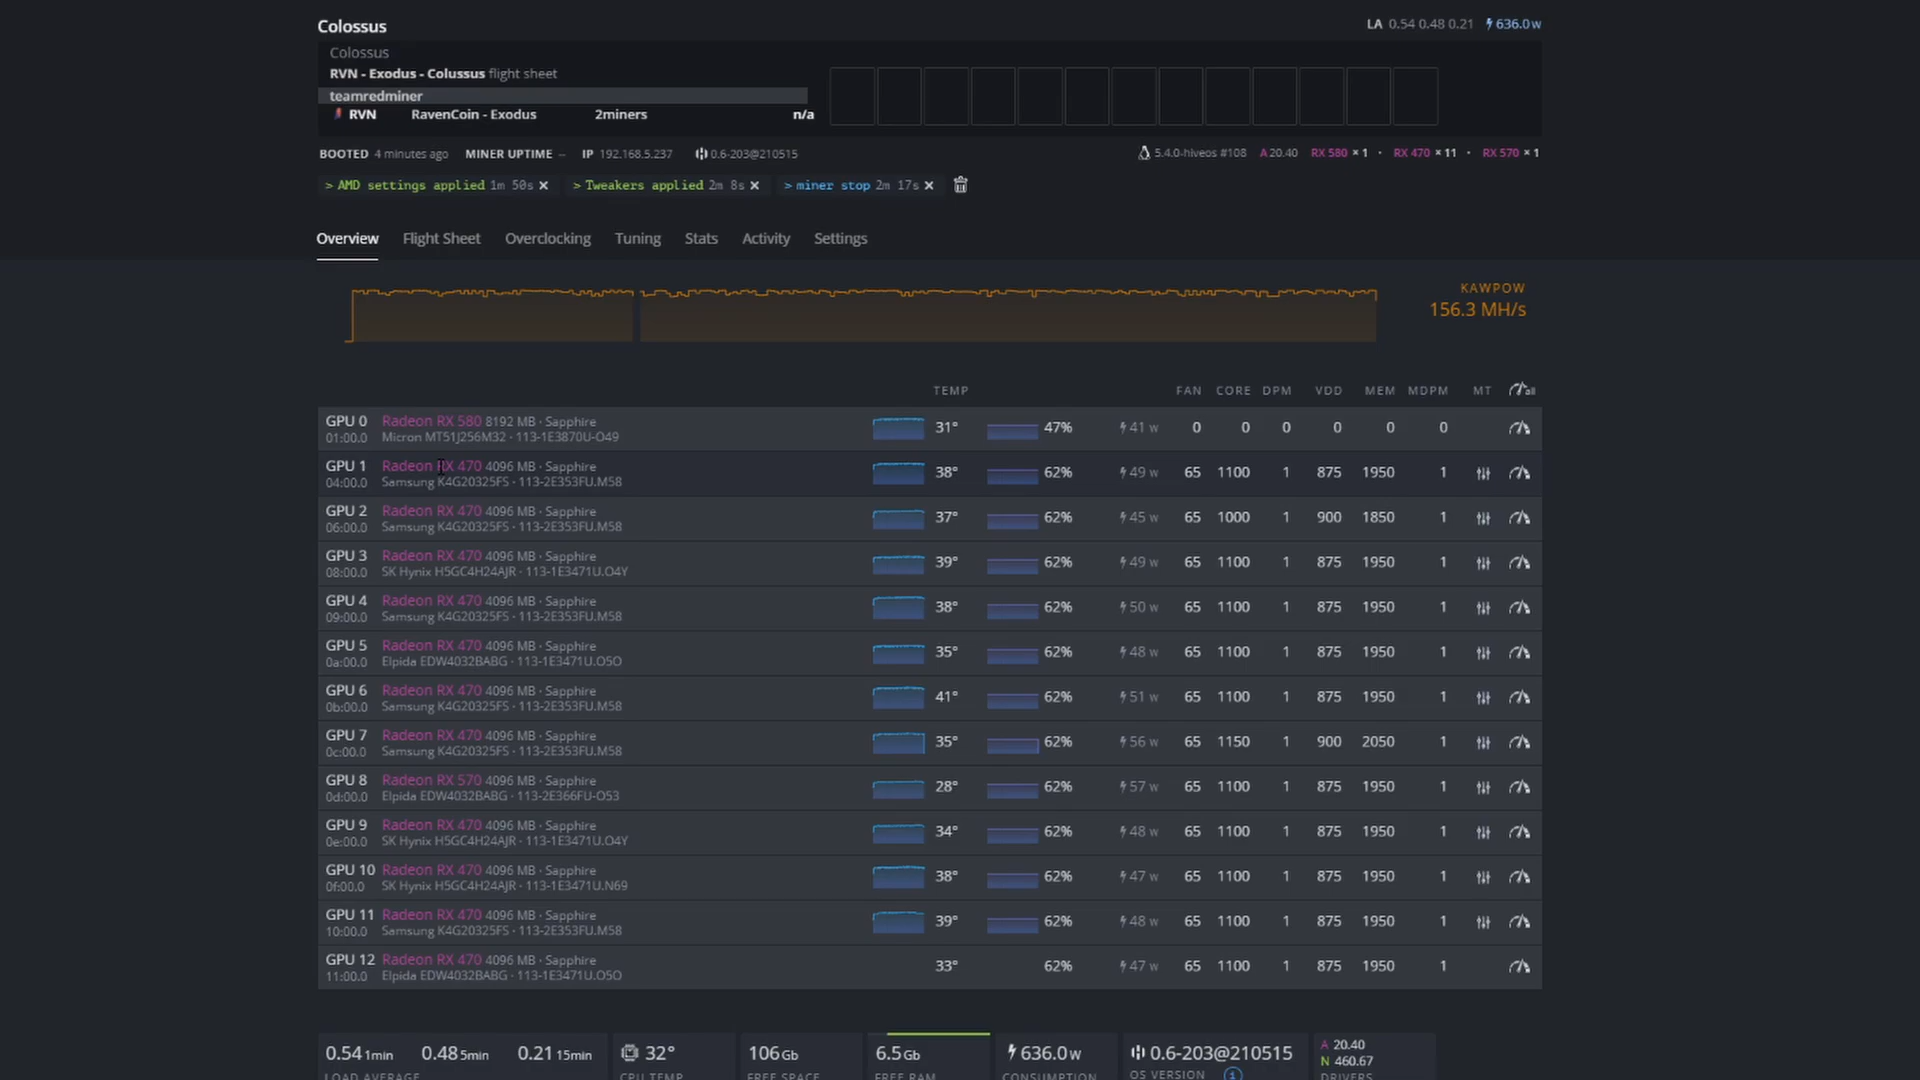 Colossus
LA 0.54 0.48 0.21 636.0 w
Colossus
RVN - Exodus - Colussus flight sheet
teamredminer
RVN RavenCoin - Exodus 2miners n/a
BOOTED 4 minutes ago MINER UPTIME – IP 192.168.5.237 0.6-203@210515 5.4.0-hiveos #108 A 20.40 RX 580 × 1 · RX 470 × 11 · RX 570 × 1
> AMD settings applied 1m 50s × > Tweakers applied 2m 8s × > miner stop 2m 17s ×
Overview Flight Sheet Overclocking Tuning Stats Activity Settings
KAWPOW
156.3 MH/s
TEMP FAN CORE DPM VDD MEM MDPM MT all
GPU 0 Radeon RX 580 8192 MB · Sapphire 31° 47% 41 w 0 0 0 0 0 0
01:00.0 Micron MT51J256M32 · 113-1E3870U-O49
GPU 1 Radeon RX 470 4096 MB · Sapphire 38° 62% 49 w 65 1100 1 875 1950 1
04:00.0 Samsung K4G20325FS · 113-2E353FU.M58
GPU 2 Radeon RX 470 4096 MB · Sapphire 37° 62% 45 w 65 1000 1 900 1850 1
06:00.0 Samsung K4G20325FS · 113-2E353FU.M58
GPU 3 Radeon RX 470 4096 MB · Sapphire 39° 62% 49 w 65 1100 1 875 1950 1
08:00.0 SK Hynix H5GC4H24AJR · 113-1E3471U.O4Y
GPU 4 Radeon RX 470 4096 MB · Sapphire 38° 62% 50 w 65 1100 1 875 1950 1
09:00.0 Samsung K4G20325FS · 113-2E353FU.M58
GPU 5 Radeon RX 470 4096 MB · Sapphire 35° 62% 48 w 65 1100 1 875 1950 1
0a:00.0 Elpida EDW4032BABG · 113-1E3471U.O5O
GPU 6 Radeon RX 470 4096 MB · Sapphire 41° 62% 51 w 65 1100 1 875 1950 1
0b:00.0 Samsung K4G20325FS · 113-2E353FU.M58
GPU 7 Radeon RX 470 4096 MB · Sapphire 35° 62% 56 w 65 1150 1 900 2050 1
0c:00.0 Samsung K4G20325FS · 113-2E353FU.M58
GPU 8 Radeon RX 570 4096 MB · Sapphire 28° 62% 57 w 65 1100 1 875 1950 1
0d:00.0 Elpida EDW4032BABG · 113-2E366FU-O53
GPU 9 Radeon RX 470 4096 MB · Sapphire 34° 62% 48 w 65 1100 1 875 1950 1
0e:00.0 SK Hynix H5GC4H24AJR · 113-1E3471U.O4Y
GPU 10 Radeon RX 470 4096 MB · Sapphire 38° 62% 47 w 65 1100 1 875 1950 1
0f:00.0 SK Hynix H5GC4H24AJR · 113-1E3471U.N69
GPU 11 Radeon RX 470 4096 MB · Sapphire 39° 62% 48 w 65 1100 1 875 1950 1
10:00.0 Samsung K4G20325FS · 113-2E353FU.M58
GPU 12 Radeon RX 470 4096 MB · Sapphire 33° 62% 47 w 65 1100 1 875 1950 1
11:00.0 Elpida EDW4032BABG · 113-1E3471U.O5O
0.54 1min 0.48 5min 0.21 15min 32° 106 Gb 6.5 Gb 636.0 w 0.6-203@210515 A 20.40
N 460.67
LOAD AVERAGE CPU TEMP FREE SPACE FREE RAM CONSUMPTION OS VERSION DRIVERS